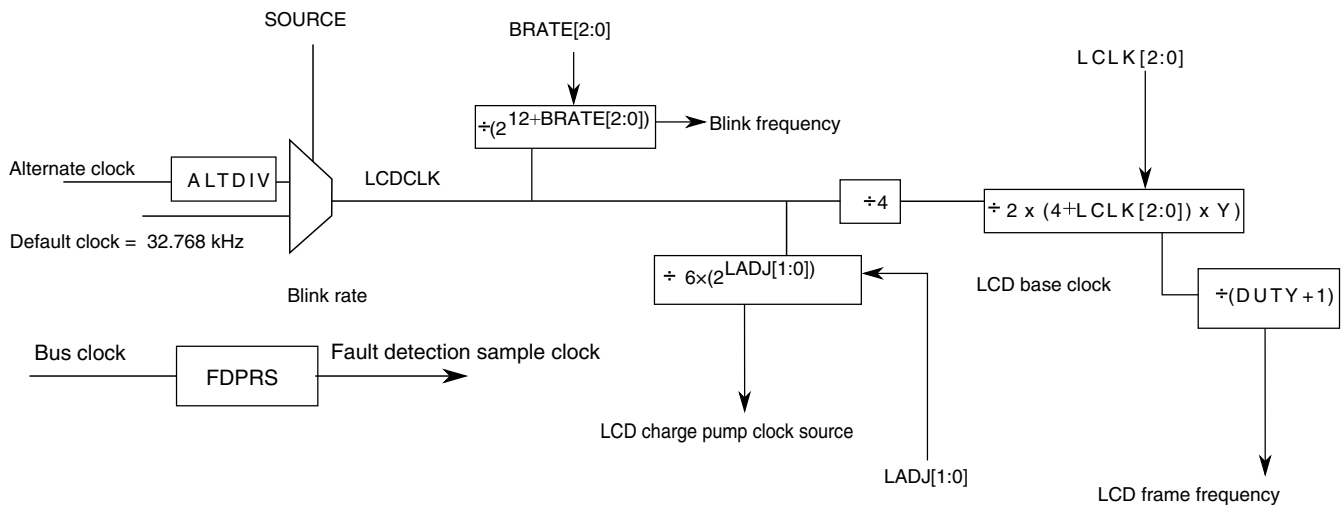 SOURCE
BRATE[2:0]
LCLK[2:0]
÷(2^12+BRATE[2:0])
Blink frequency
Alternate clock
ALTDIV
LCDCLK
÷4
÷ 2 x (4+LCLK[2:0]) x Y)
Default clock = 32.768 kHz
÷ 6×(2^LADJ[1:0])
LCD base clock
Blink rate
÷(DUTY+1)
Bus clock
FDPRS
Fault detection sample clock
LCD charge pump clock source
LADJ[1:0]
LCD frame frequency